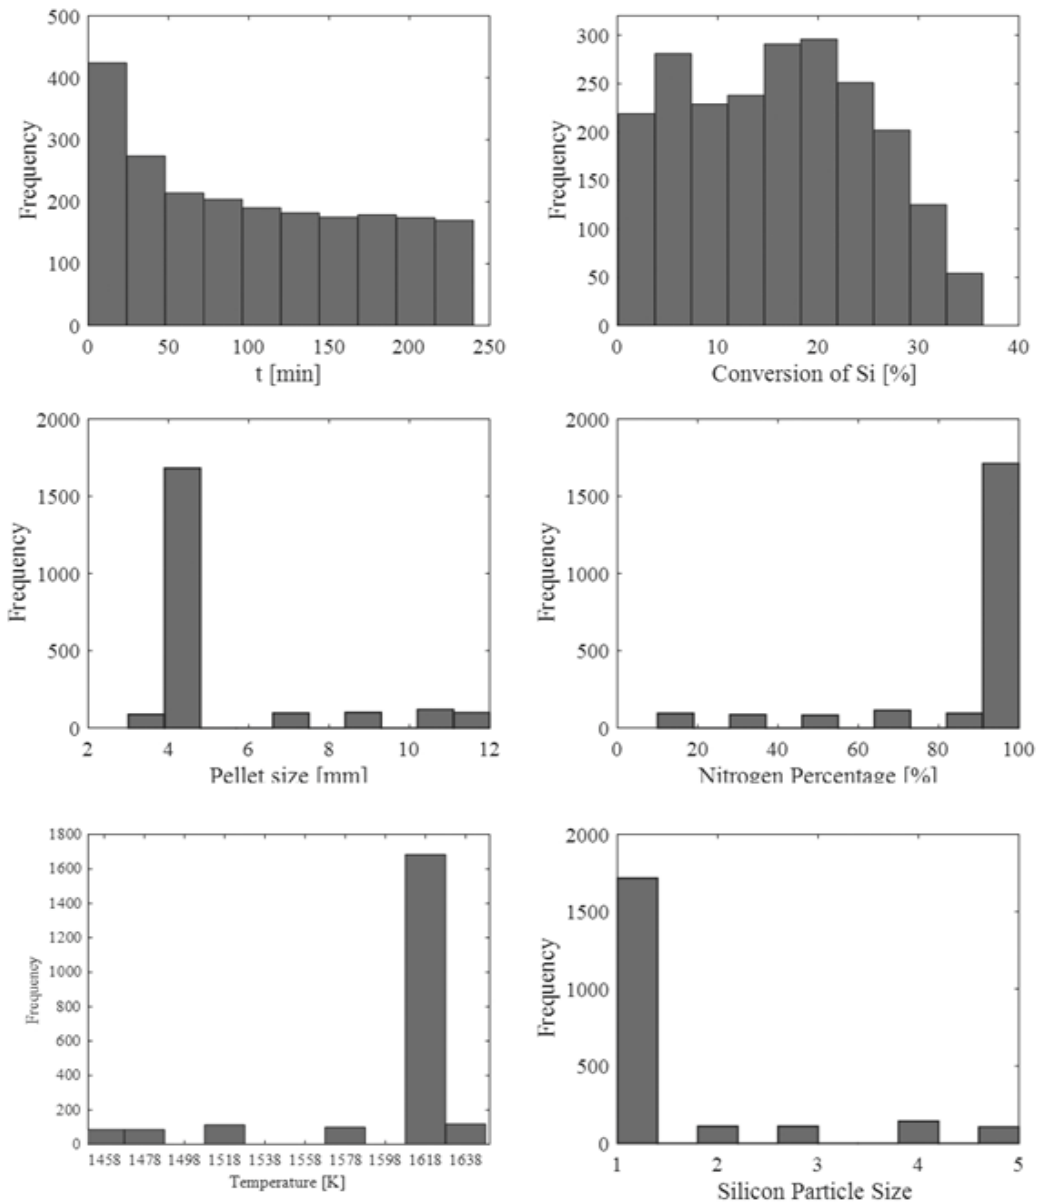 500
400
300
200
100
0
Frequency
0 50 100 150 200 250
t [min]
300
250
200
150
100
50
0
Frequency
0 10 20 30 40
Conversion of Si [%]
2000
1500
1000
500
0
Frequency
2 4 6 8 10 12
Pellet size [mm]
2000
1500
1000
500
0
Frequency
0 20 40 60 80 100
Nitrogen Percentage [%]
1800
1600
1400
1200
1000
800
600
400
200
0
Frequency
1458 1478 1498 1518 1538 1558 1578 1598 1618 1638
Temperature [K]
2000
1500
1000
500
0
Frequency
1 2 3 4 5
Silicon Particle Size